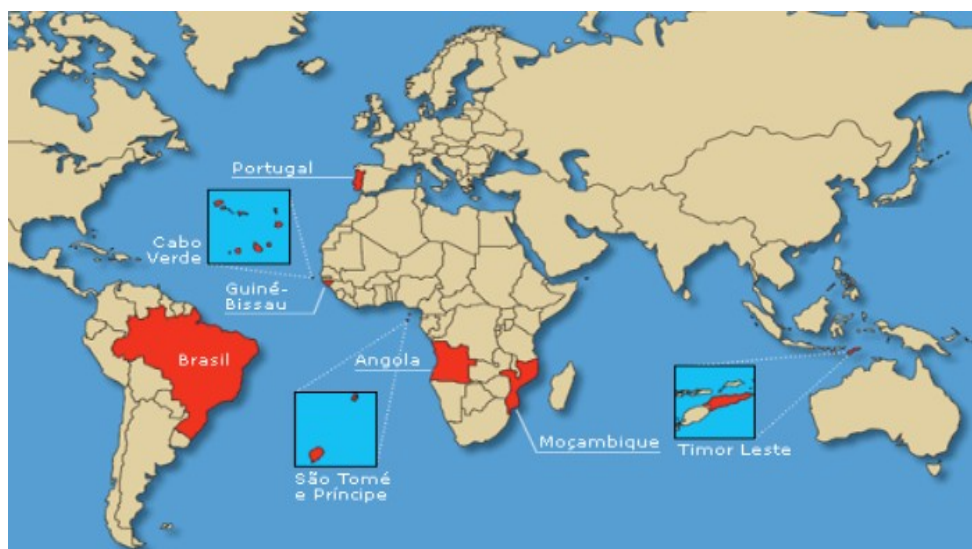 Portugal
Cabo
Verde
Guiné-
Bissau
Brasil
Angola
São Tomé
e Príncipe
Moçambique
Timor Leste